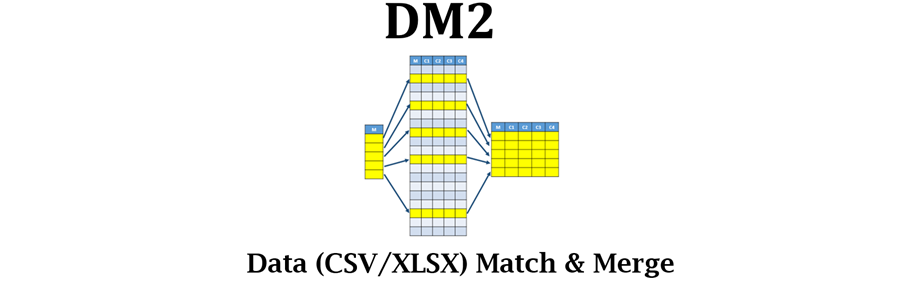 DM2
M C1 C2 C3 C4
M
M C1 C2 C3 C4
Data (CSV/XLSX) Match & Merge